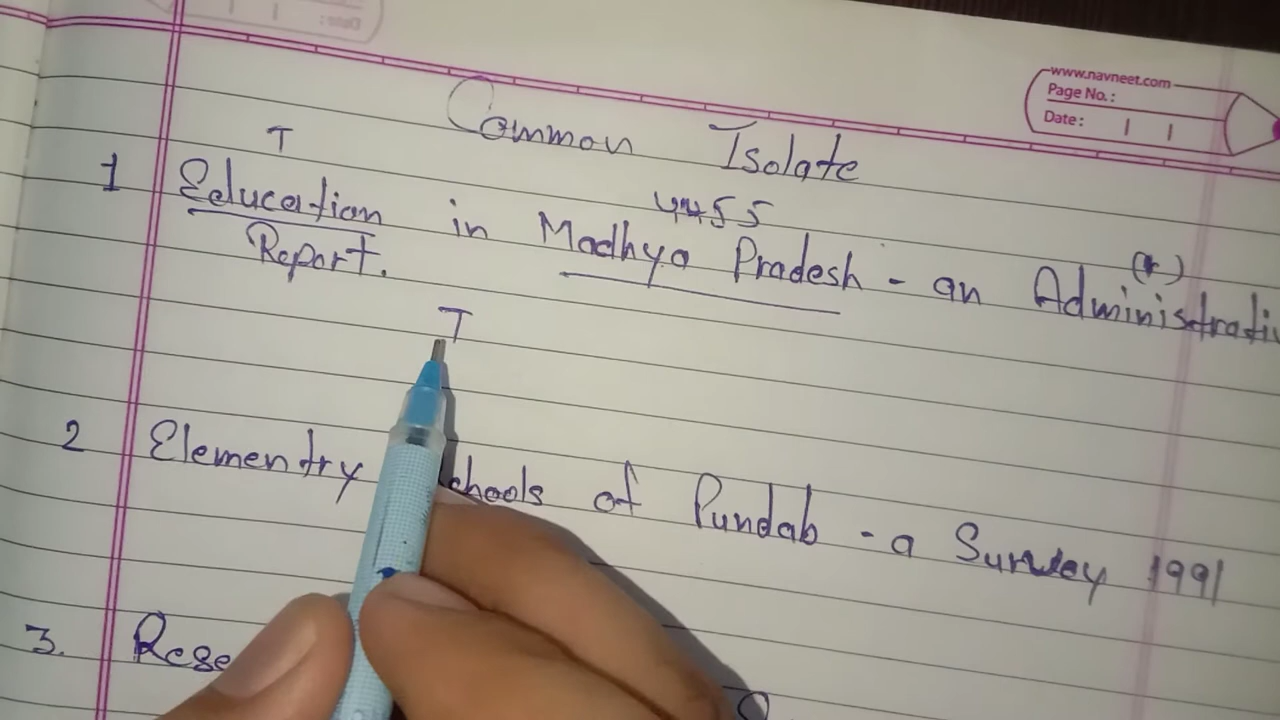 www.navneet.com
Page No. :
Date :
Common Isolate
T 4455 (r)
1 Education in Madhya Pradesh - an Administrati
Report.
T
2 Elementry chools of Pundab - a Survey 1991
3. Rese